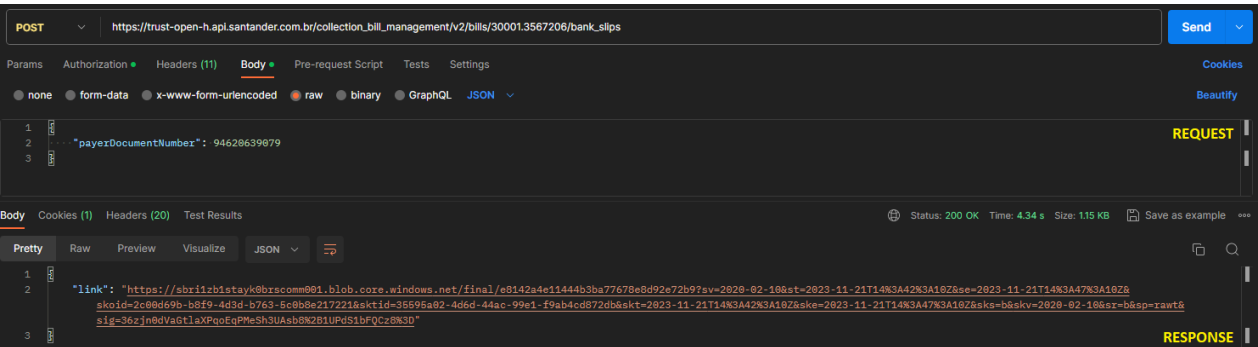 POST https://trust-open-h.api.santander.com.br/collection_bill_management/v2/bills/30001.3567206/bank_slips Send
Params Authorization Headers (11) Body Pre-request Script Tests Settings Cookies
none form-data x-www-form-urlencoded raw binary GraphQL JSON Beautify
1 {
2 "payerDocumentNumber": 94620639079
3 }
REQUEST
Body Cookies (1) Headers (20) Test Results Status: 200 OK Time: 4.34 s Size: 1.15 KB Save as example
Pretty Raw Preview Visualize JSON
1 {
2 "link": "https://sbri1zb1stayk0brscomm001.blob.core.windows.net/final/e8142a4e11444b3ba77678e8d92e72b9?sv=2020-02-10&st=2023-11-21T14%3A42%3A10Z&se=2023-11-21T14%3A47%3A10Z&
skoid=2c00d69b-b8f9-4d3d-b763-5c0b8e217221&sktid=35595a02-4d6d-44ac-99e1-f9ab4cd872db&skt=2023-11-21T14%3A42%3A10Z&ske=2023-11-21T14%3A47%3A10Z&sks=b&skv=2020-02-10&sr=b&sp=rawt&
sig=36zjn0dVaGtlaXPqoEqPMeSh3UAsb8%2B1UPdS1bFQCz8%3D"
3 }
RESPONSE